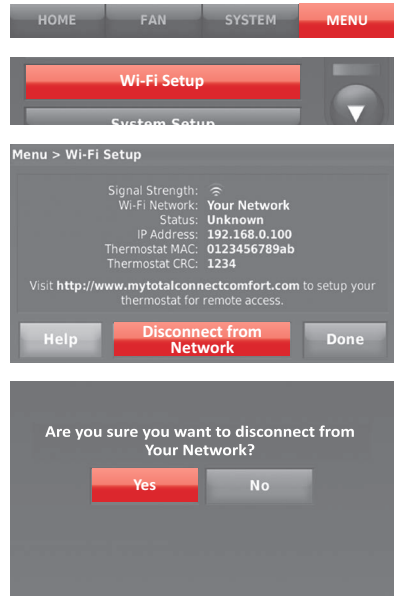 HOME FAN SYSTEM MENU
Wi-Fi Setup
System Setup
Menu > Wi-Fi Setup
Signal Strength:
Wi-Fi Network: Your Network
Status: Unknown
IP Address: 192.168.0.100
Thermostat MAC: 0123456789ab
Thermostat CRC: 1234
Visit http://www.mytotalconnectcomfort.com to setup your
thermostat for remote access.
Help
Disconnect from
Network
Done
Are you sure you want to disconnect from
Your Network?
Yes No